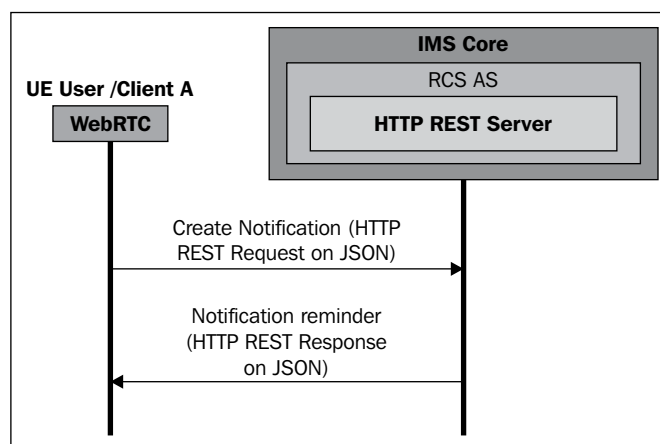 IMS Core
RCS AS
HTTP REST Server
UE User /Client A
WebRTC
Create Notification (HTTP
REST Request on JSON)
Notification reminder
(HTTP REST Response
on JSON)